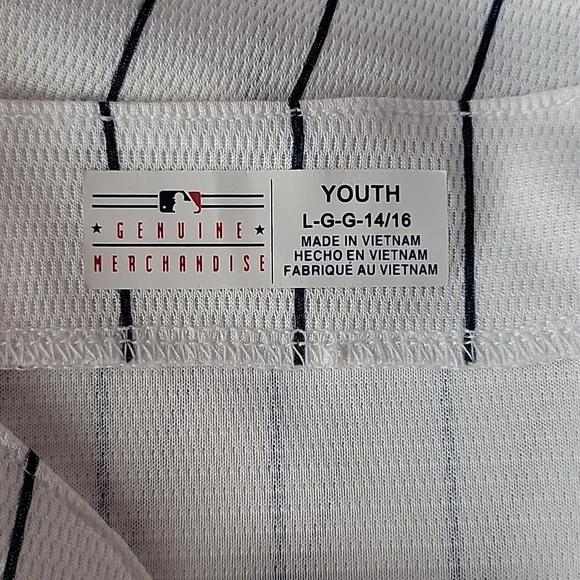 ★ GENUINE ★
MERCHANDISE
YOUTH
L-G-G-14/16
MADE IN VIETNAM
HECHO EN VIETNAM
FABRIQUÉ AU VIETNAM